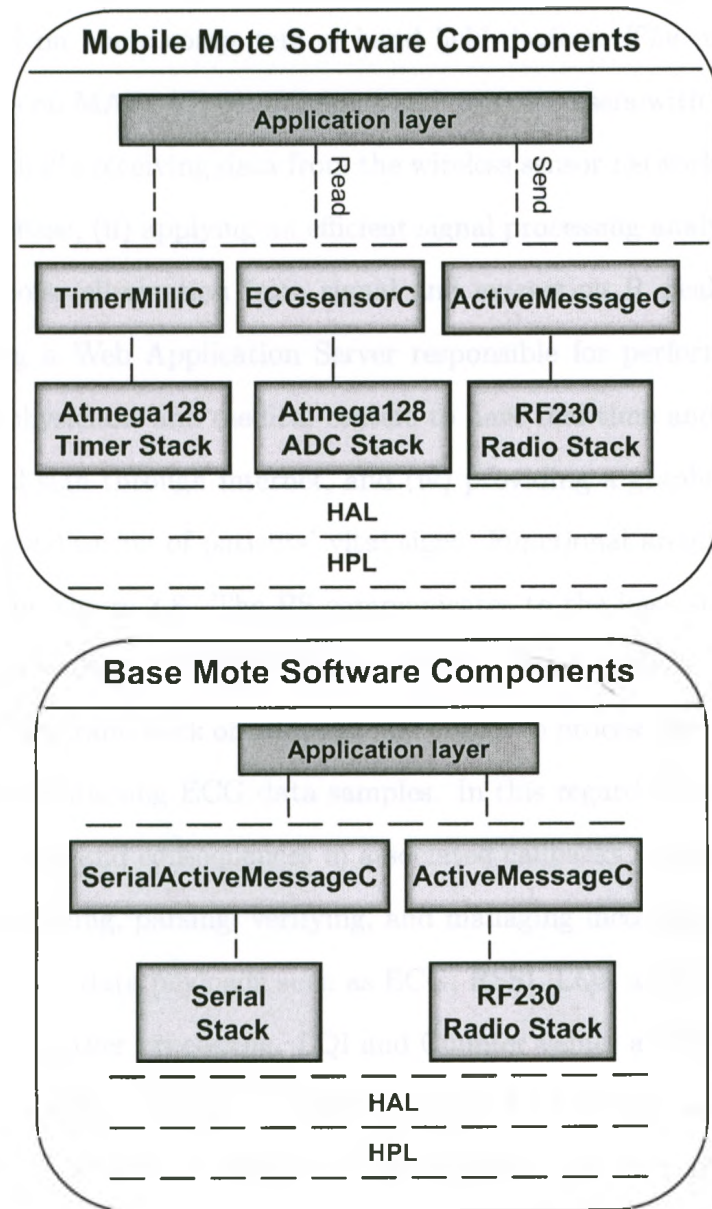 Mobile Mote Software Components
Application layer
Read
Send
TimerMilliC
ECGsensorC
ActiveMessageC
Atmega128
Timer Stack
Atmega128
ADC Stack
RF230
Radio Stack
HAL
HPL
Base Mote Software Components
Application layer
SerialActiveMessageC
ActiveMessageC
Serial
Stack
RF230
Radio Stack
HAL
HPL